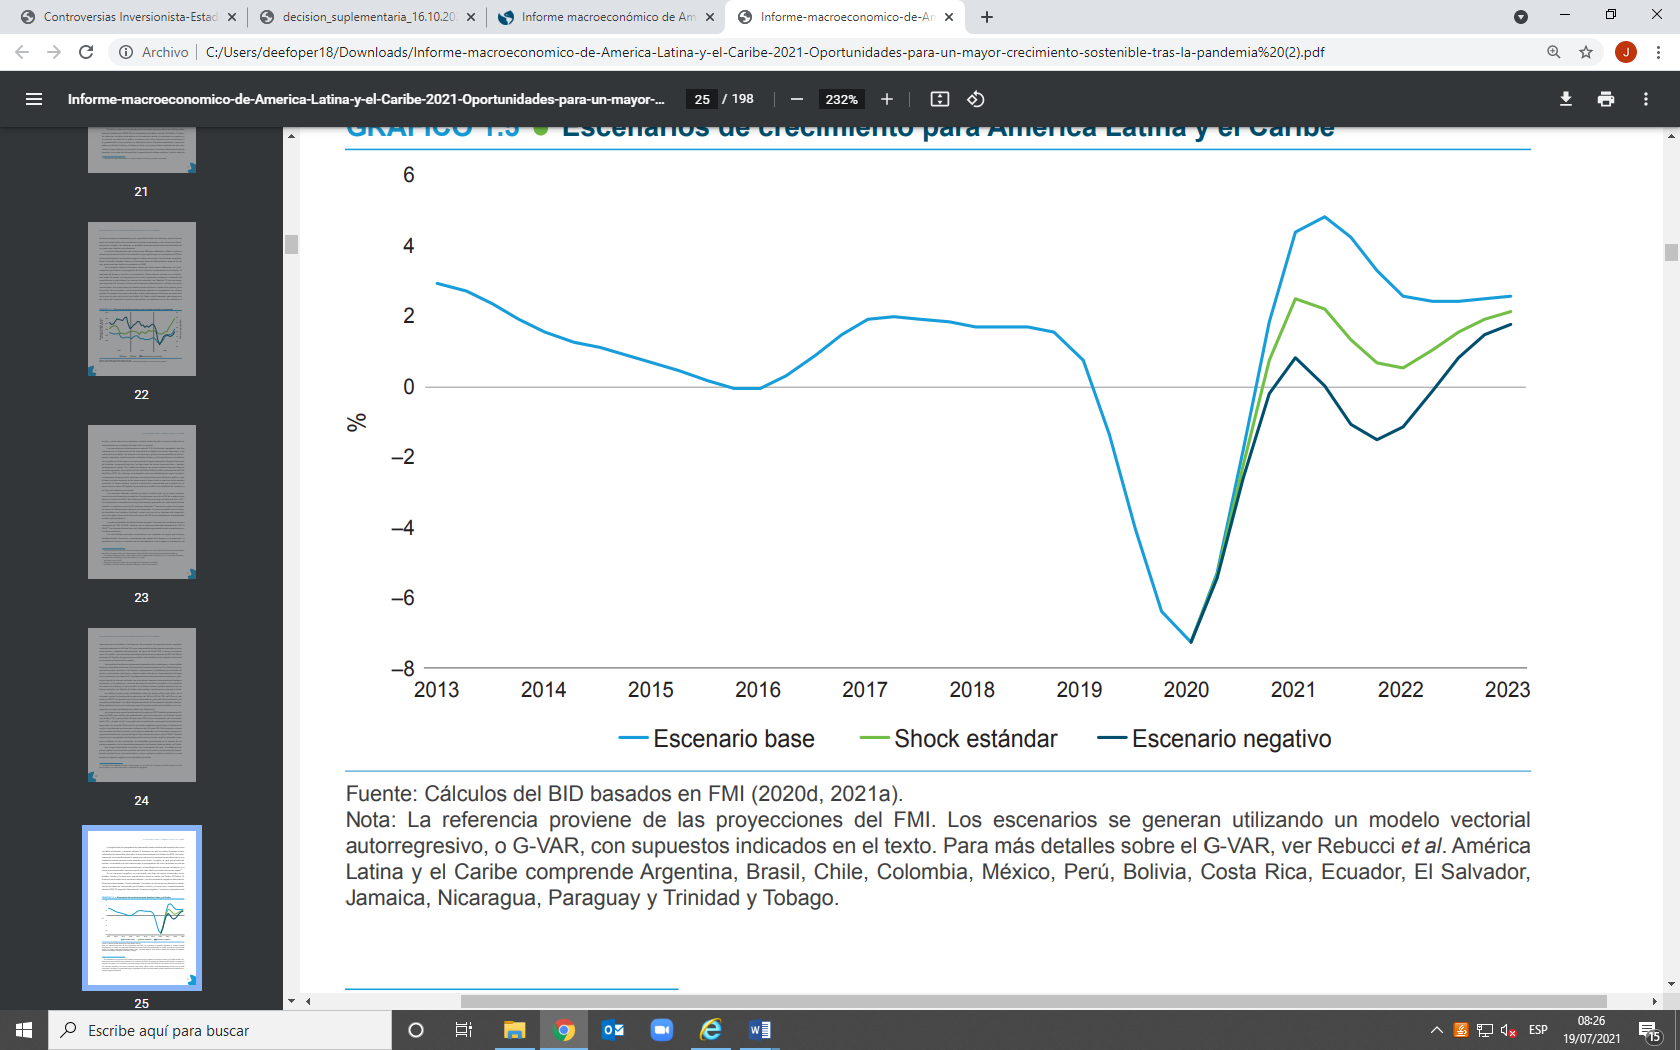 Controversias Inversionista-Estad
decision_suplementaria_16.10.20
Informe macroeconómico de Am
Informe-macroeconomico-de-An
Archivo
C:/Users/deefoper18/Downloads/Informe-macroeconomico-de-America-Latina-y-el-Caribe-2021-Oportunidades-para-un-mayor-crecimiento-sostenible-tras-la-pandemia%20(2).pdf
J
Informe-macroeconomico-de-America-Latina-y-el-Caribe-2021-Oportunidades-para-un-mayor-...
25 / 198
232%
21
22
23
24
25
GRÁFICO 1.5 Escenarios de crecimiento para América Latina y el Caribe
6
4
2
0
%
–2
–4
–6
–8
2013 2014 2015 2016 2017 2018 2019 2020 2021 2022 2023
Escenario base Shock estándar Escenario negativo
Fuente: Cálculos del BID basados en FMI (2020d, 2021a).
Nota: La referencia proviene de las proyecciones del FMI. Los escenarios se generan utilizando un modelo vectorial
autorregresivo, o G-VAR, con supuestos indicados en el texto. Para más detalles sobre el G-VAR, ver Rebucci et al. América
Latina y el Caribe comprende Argentina, Brasil, Chile, Colombia, México, Perú, Bolivia, Costa Rica, Ecuador, El Salvador,
Jamaica, Nicaragua, Paraguay y Trinidad y Tobago.
Escribe aquí para buscar
ESP
08:26
19/07/2021
15